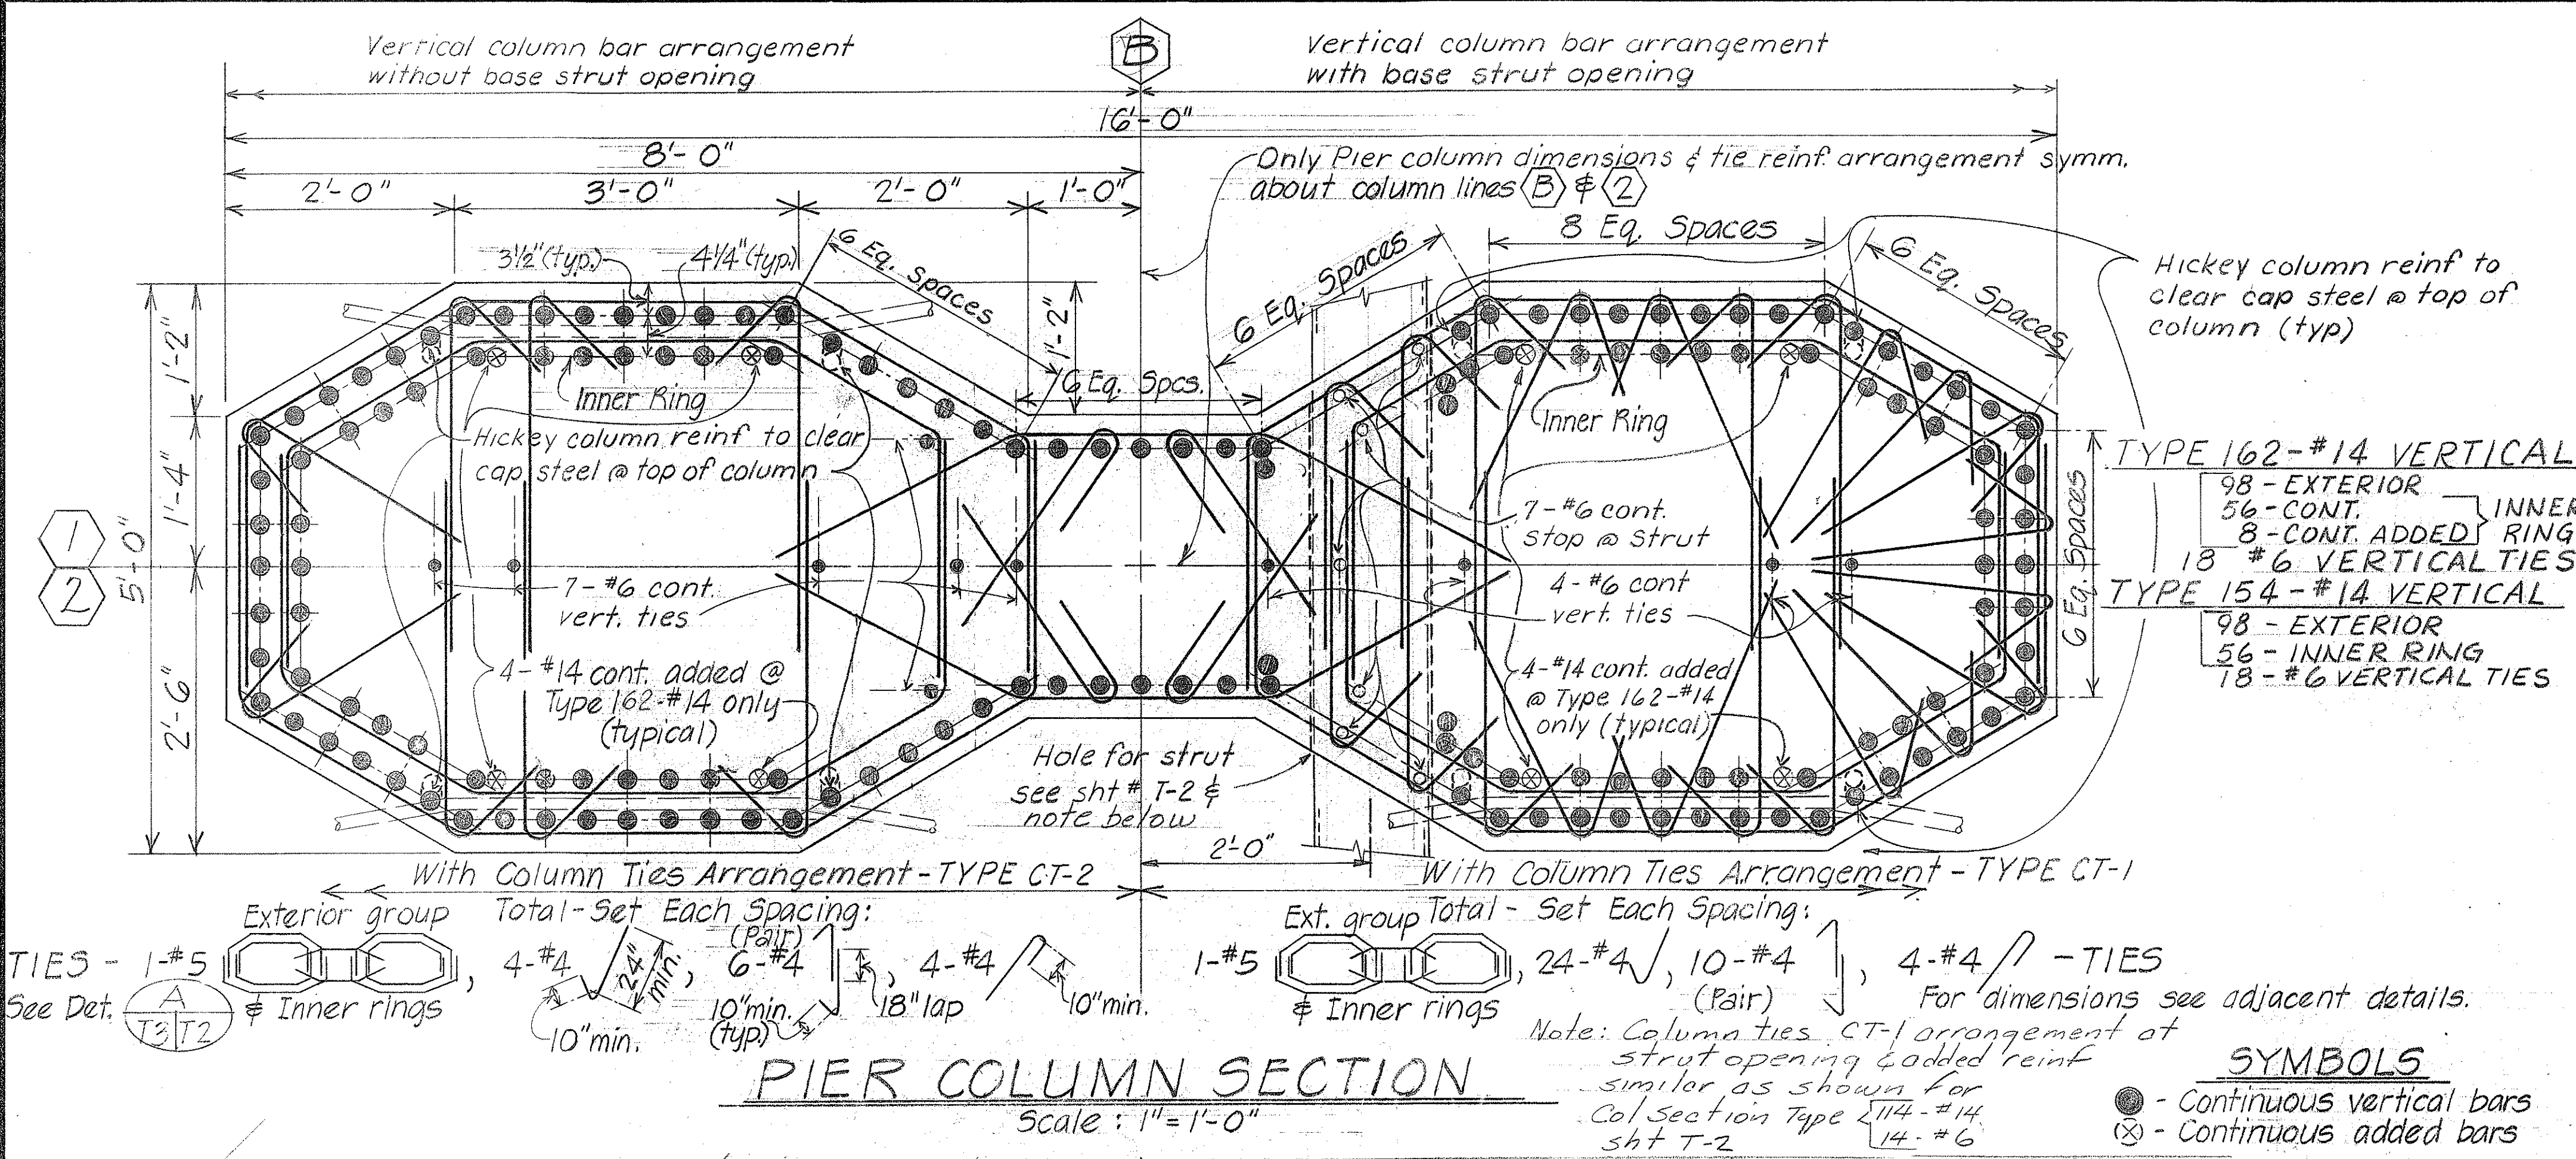 Vertical column bar arrangement
without base strut opening
B
Vertical column bar arrangement
with base strut opening
16'-0"
8'-0"
2'-0"
3'-0"
2'-0"
1'-0"
Only Pier column dimensions & tie reinf. arrangement symm.
about column lines B & 2
3½"(typ.)
4¼"(typ.)
6 Eq. Spaces
1'-2"
6 Eq. Spaces
8 Eq. Spaces
6 Eq. Spaces
Hickey column reinf to
clear cap steel @ top of
column (typ)
1'-2"
1'-4"
5'-0"
2'-6"
1
2
6 Eq. Spcs.
Inner Ring
Hickey column reinf to clear
cap steel @ top of column
7-#6 cont.
vert. ties
4-#14 cont. added @
Type 162-#14 only
(typical)
Inner Ring
7-#6 cont.
stop @ strut
4-#6 cont
vert. ties
4-#14 cont. added
@ Type 162-#14
only (typical)
6 Eq. Spaces
TYPE 162-#14 VERTICAL
98 - EXTERIOR
56 - CONT.
8 - CONT. ADDED
INNER
RING
18 #6 VERTICAL TIES
TYPE 154-#14 VERTICAL
98 - EXTERIOR
56 - INNER RING
18 - #6 VERTICAL TIES
Hole for strut
see sht # T-2 &
note below
2'-0"
With Column Ties Arrangement - TYPE CT-2
With Column Ties Arrangement - TYPE CT-1
Exterior group
Total - Set Each Spacing:
TIES - 1-#5
& Inner rings
See Det.
A
T3 T2
, 4-#4
24" min.
10"min.
, (Pair)
6-#4
10"min.
(typ.)
18" lap
, 4-#4
10"min.
Ext. group
Total - Set Each Spacing:
1-#5
& Inner rings
, 24-#4
, 10-#4
(Pair)
, 4-#4
- TIES
For dimensions see adjacent details.
Note: Column ties CT-1 arrangement at
strut opening & added reinf
similar as shown for
Col Section Type 114-#14
14-#6
sht T-2
PIER COLUMN SECTION
Scale : 1"=1'-0"
SYMBOLS
- Continuous vertical bars
- Continuous added bars